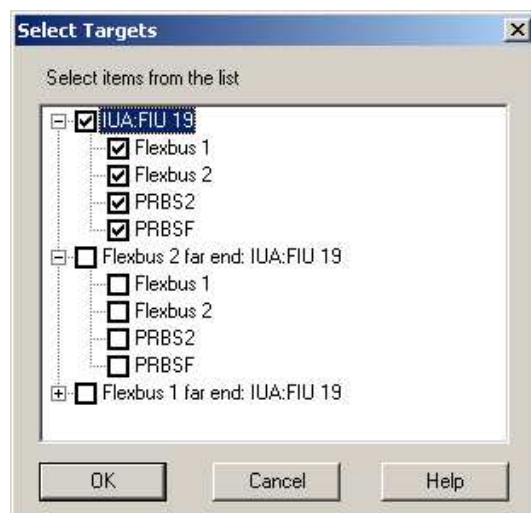 Select Targets
Select items from the list
IUA:FIU 19
Flexbus 1
Flexbus 2
PRBS2
PRBSF
Flexbus 2 far end: IUA:FIU 19
Flexbus 1
Flexbus 2
PRBS2
PRBSF
Flexbus 1 far end: IUA:FIU 19
OK Cancel Help